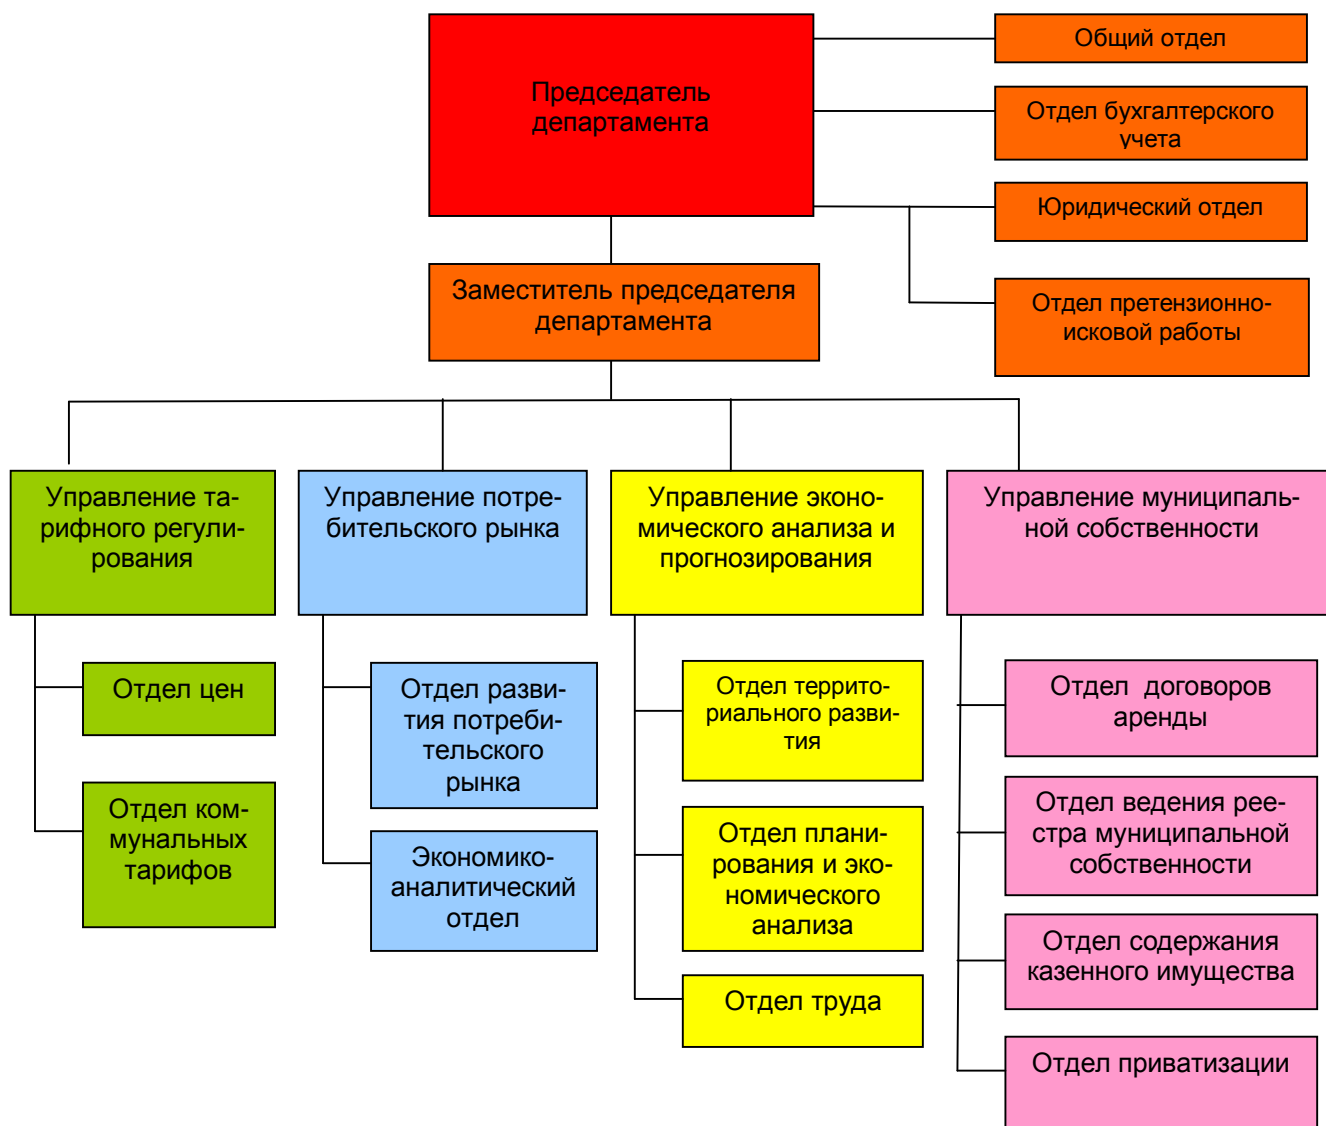 Председатель
департамента
Общий отдел
Отдел бухгалтерского
учета
Юридический отдел
Отдел претензионно-
исковой работы
Заместитель председателя
департамента
Управление та-
рифного регули-
рования
Управление потре-
бительского рынка
Управление эконо-
мического анализа и
прогнозирования
Управление муниципаль-
ной собственности
Отдел цен
Отдел ком-
мунальных
тарифов
Отдел разви-
тия потреби-
тельского
рынка
Экономико-
аналитический
отдел
Отдел террито-
риального разви-
тия
Отдел плани-
рования и эко-
номического
анализа
Отдел труда
Отдел договоров
аренды
Отдел ведения рее-
стра муниципальной
собственности
Отдел содержания
казенного имущества
Отдел приватизации